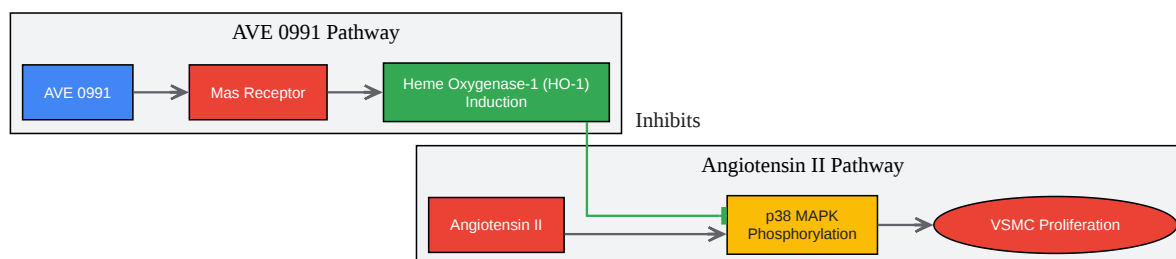 AVE 0991 Pathway
AVE 0991
Mas Receptor
Heme Oxygenase-1 (HO-1)
Induction
Inhibits
Angiotensin II Pathway
Angiotensin II
p38 MAPK
Phosphorylation
VSMC Proliferation